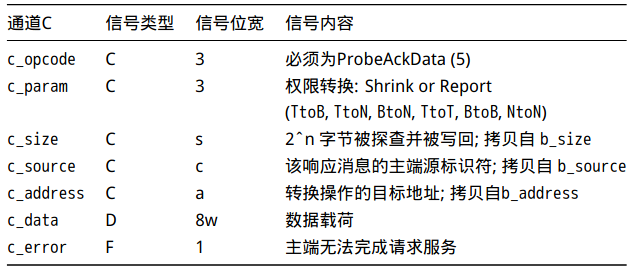 通道C 信号类型 信号位宽 信号内容
c_opcode C 3 必须为ProbeAckData (5)
c_param C 3 权限转换: Shrink or Report
(TtoB, TtoN, BtoN, TtoT, BtoB, NtoN)
c_size C s 2^n 字节被探查并被写回; 拷贝自 b_size
c_source C c 该响应消息的主端源标识符; 拷贝自 b_source
c_address C a 转换操作的目标地址; 拷贝自b_address
c_data D 8w 数据载荷
c_error F 1 主端无法完成请求服务